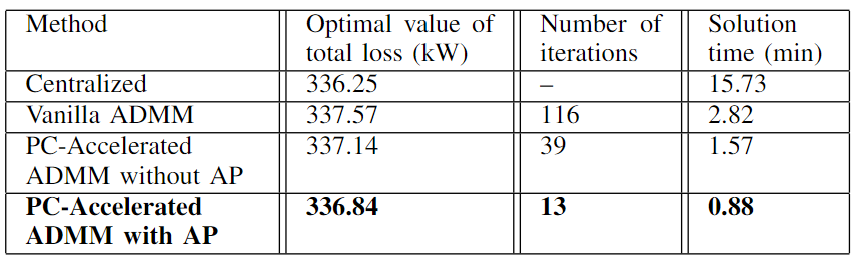 Method Optimal value of Number of Solution
total loss (kW) iterations time (min)
Centralized 336.25 – 15.73
Vanilla ADMM 337.57 116 2.82
PC-Accelerated 337.14 39 1.57
ADMM without AP
PC-Accelerated 336.84 13 0.88
ADMM with AP